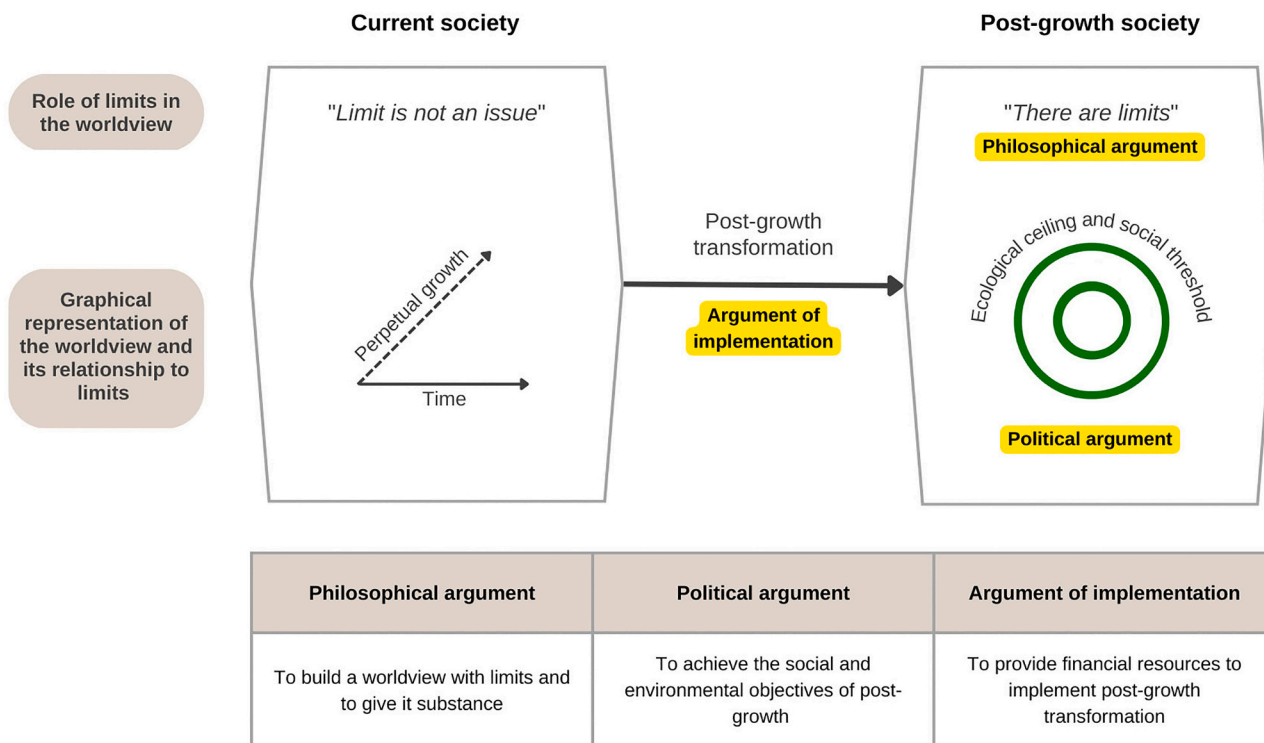 Current society
Post-growth society
Role of limits in
the worldview
"Limit is not an issue"
"There are limits"
Philosophical argument
Graphical
representation of
the worldview and
its relationship to
limits
Perpetual growth
Time
Post-growth
transformation
Argument of
implementation
Ecological ceiling and social threshold
Political argument
Philosophical argument
Political argument
Argument of implementation
To build a worldview with limits and
to give it substance
To achieve the social and
environmental objectives of post-
growth
To provide financial resources to
implement post-growth
transformation